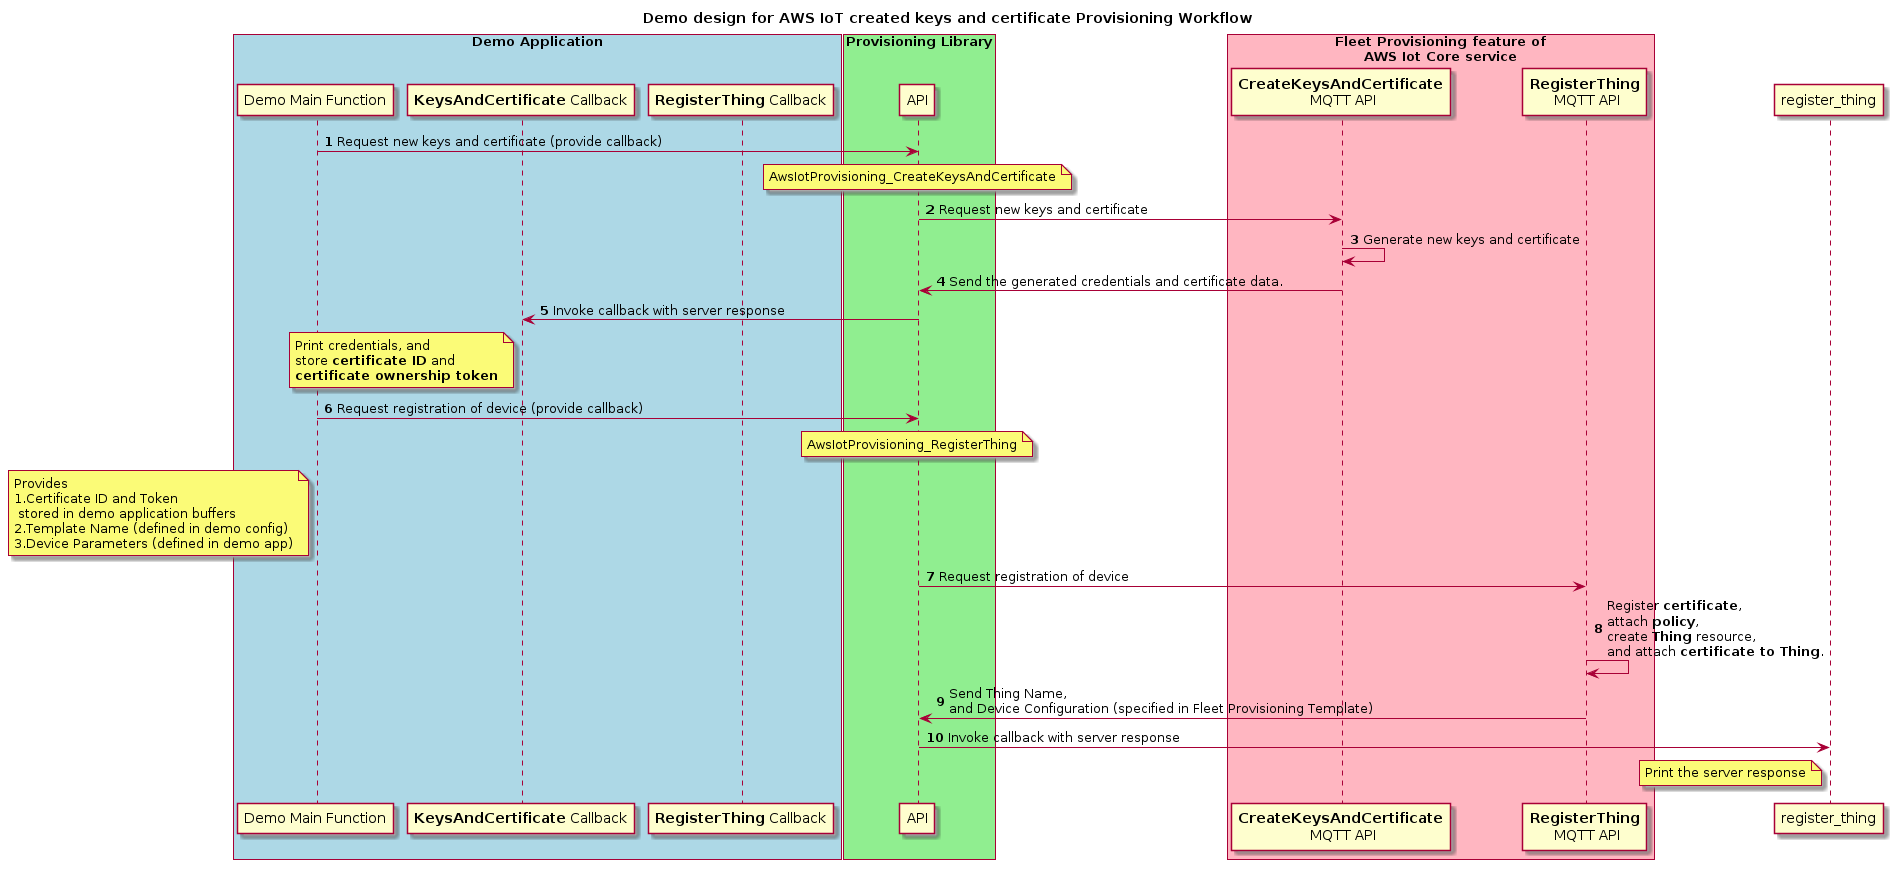 Demo design for AWS IoT created keys and certificate Provisioning Workflow
Demo Application
Provisioning Library
Fleet Provisioning feature of
AWS Iot Core service
Demo Main Function
KeysAndCertificate Callback
RegisterThing Callback
API
CreateKeysAndCertificate
MQTT API
RegisterThing
MQTT API
register_thing
1 Request new keys and certificate (provide callback)
AwsIotProvisioning_CreateKeysAndCertificate
2 Request new keys and certificate
3 Generate new keys and certificate
4 Send the generated credentials and certificate data.
5 Invoke callback with server response
Print credentials, and
store certificate ID and
certificate ownership token
6 Request registration of device (provide callback)
AwsIotProvisioning_RegisterThing
Provides
1.Certificate ID and Token
stored in demo application buffers
2.Template Name (defined in demo config)
3.Device Parameters (defined in demo app)
7 Request registration of device
8 Register certificate,
attach policy,
create Thing resource,
and attach certificate to Thing.
9 Send Thing Name,
and Device Configuration (specified in Fleet Provisioning Template)
10 Invoke callback with server response
Print the server response
Demo Main Function
KeysAndCertificate Callback
RegisterThing Callback
API
CreateKeysAndCertificate
MQTT API
RegisterThing
MQTT API
register_thing